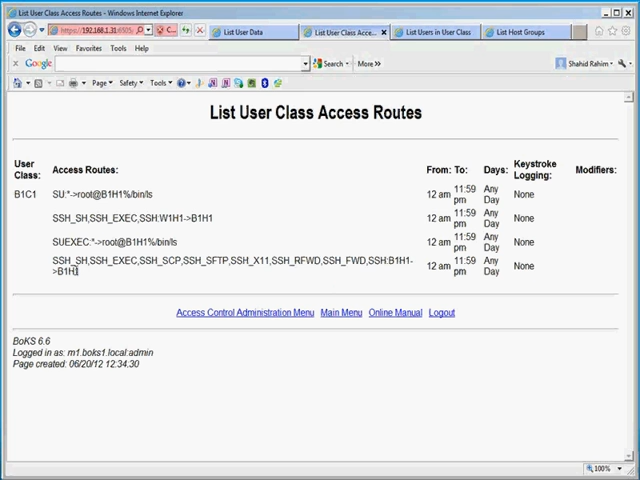 List User Class Access Routes - Windows Internet Explorer
https://192.168.1.31:6505/
C...
List User Data
List User Class Acce...
List Users in User Class
List Host Groups
File Edit View Favorites Tools Help
x Google Search More » Shahid Rahim
Page Safety Tools
List User Class Access Routes
User Class: Access Routes: From: To: Days: Keystroke Logging: Modifiers:
B1C1 SU:*->root@B1H1%/bin/ls 12 am 11:59 pm Any Day None
SSH_SH,SSH_EXEC,SSH:W1H1->B1H1 12 am 11:59 pm Any Day None
SUEXEC:*->root@B1H1%/bin/ls 12 am 11:59 pm Any Day None
SSH_SH,SSH_EXEC,SSH_SCP,SSH_SFTP,SSH_X11,SSH_RFWD,SSH_FWD,SSH:B1H1-
>B1H1 12 am 11:59 pm Any Day None
Access Control Administration Menu Main Menu Online Manual Logout
BoKS 6.6
Logged in as: m1.boks1.local:admin
Page created: 06/20/12 12:34.30
100%